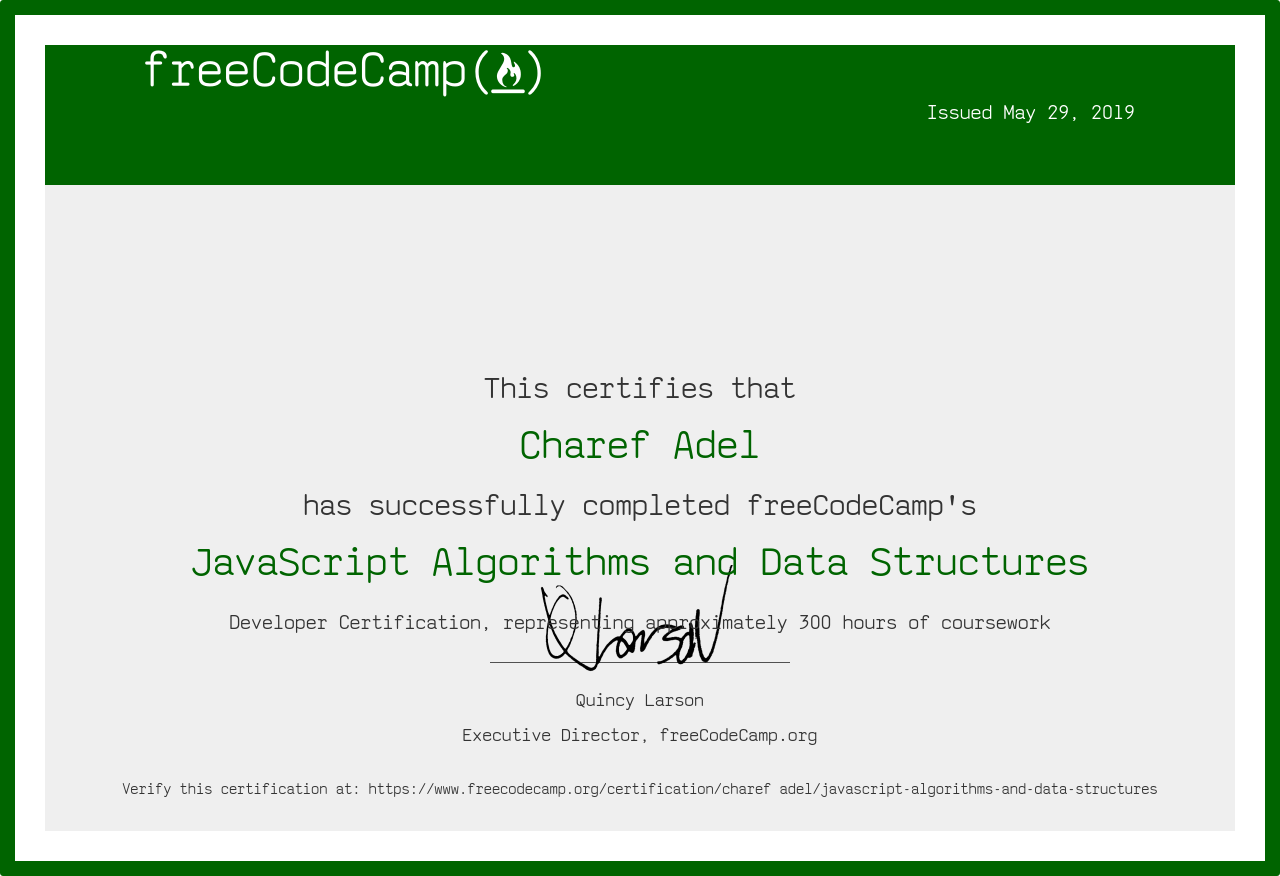 freeCodeCamp(🔥)
Issued May 29, 2019
This certifies that
Charef Adel
has successfully completed freeCodeCamp's
JavaScript Algorithms and Data Structures
Developer Certification, representing approximately 300 hours of coursework
Q Larson
Quincy Larson
Executive Director, freeCodeCamp.org
Verify this certification at: https://www.freecodecamp.org/certification/charef adel/javascript-algorithms-and-data-structures